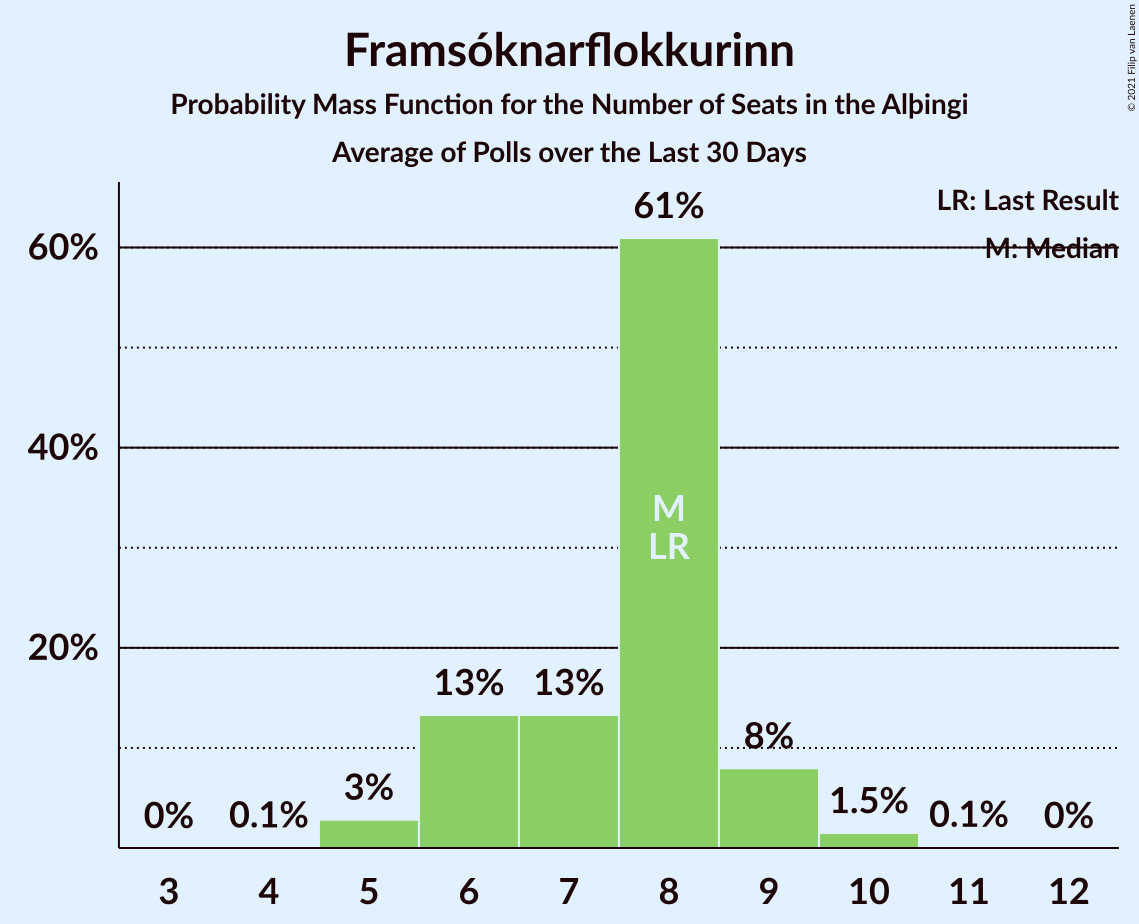 Framsóknarflokkurinn
Probability Mass Function for the Number of Seats in the Alþingi
Average of Polls over the Last 30 Days
© 2021 Filip van Laenen
LR: Last Result
M: Median
60%
40%
20%
0%
0.1%
3%
13%
13%
61%
8%
1.5%
0.1%
0%
M
LR
3 4 5 6 7 8 9 10 11 12